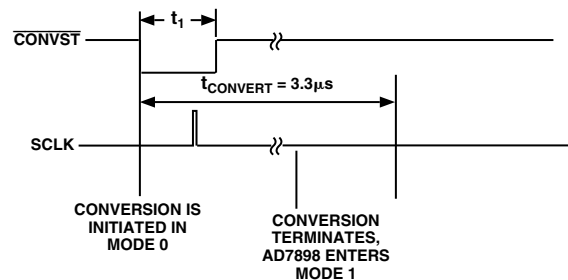 t1
CONVST
tCONVERT = 3.3µs
SCLK
CONVERSION IS
INITIATED IN
MODE 0
CONVERSION
TERMINATES,
AD7898 ENTERS
MODE 1